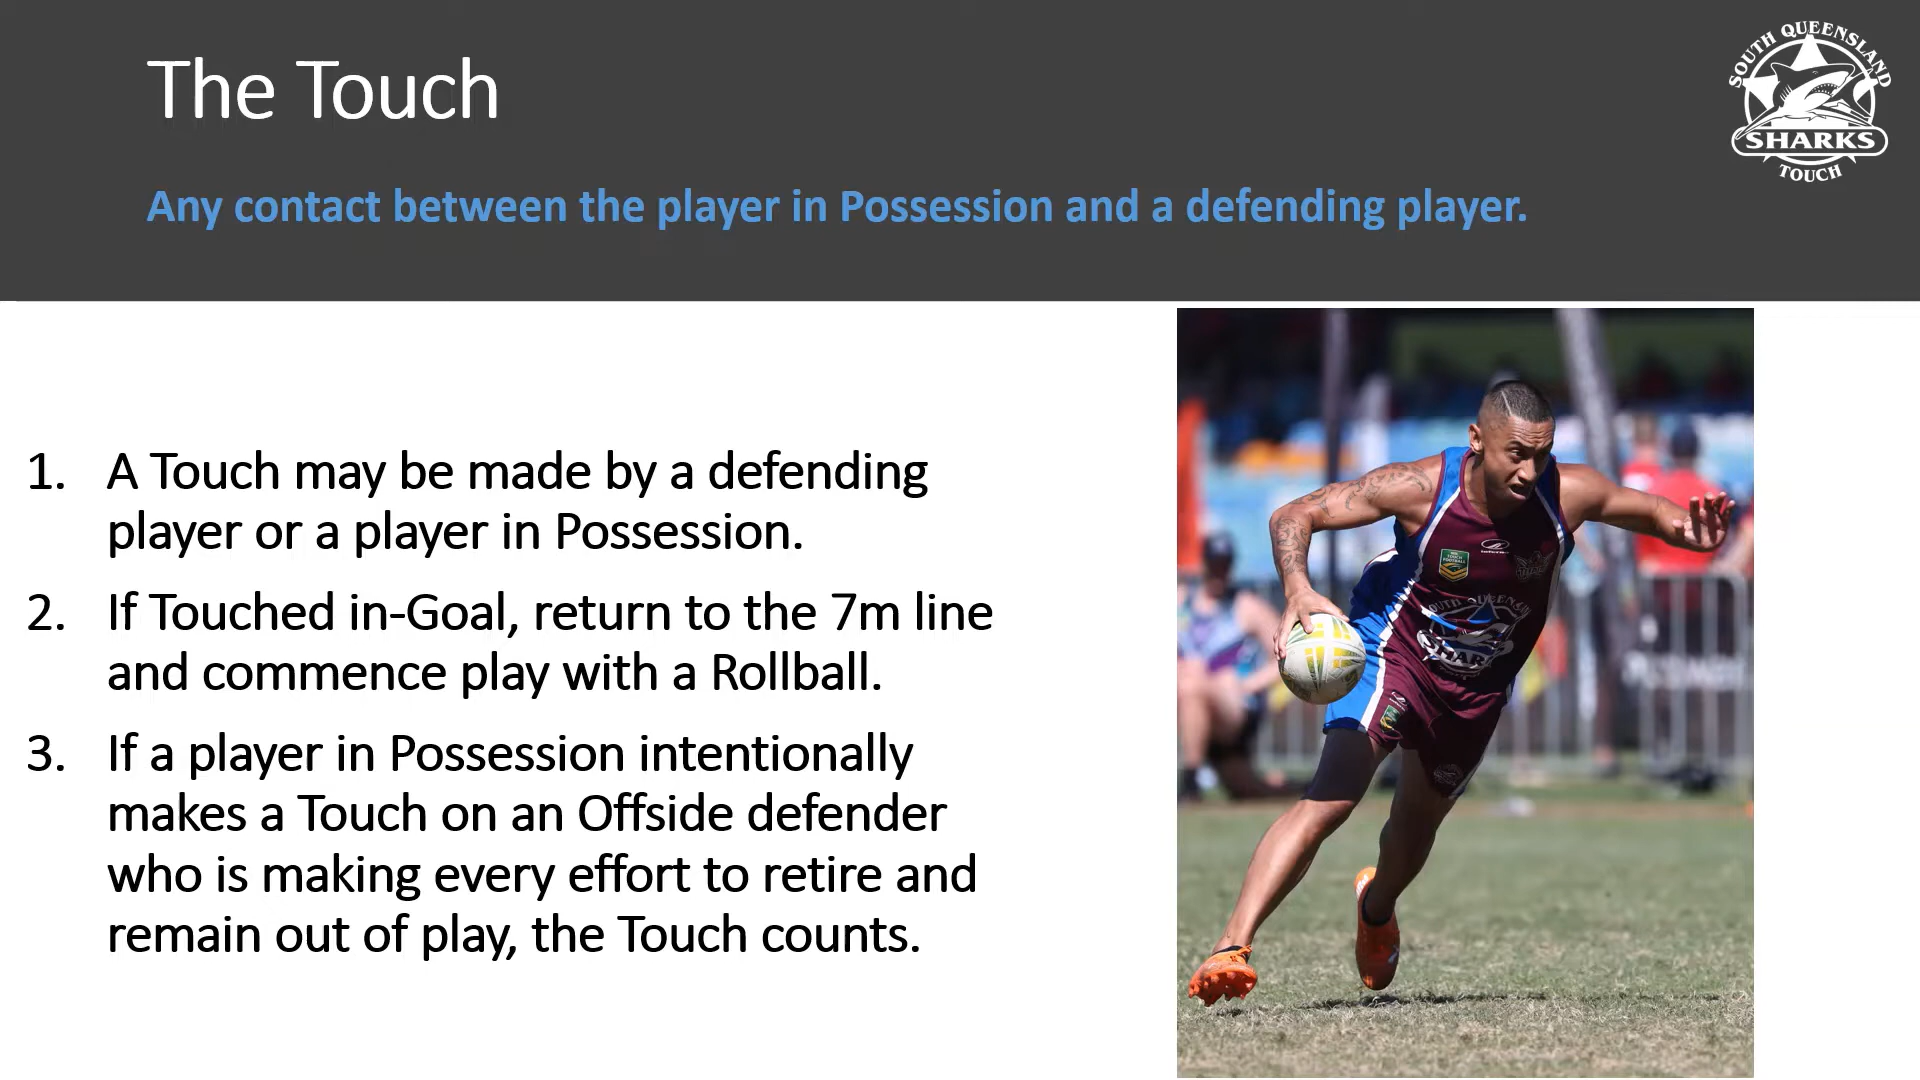 The Touch
SOUTH QUEENSLAND
SHARKS
TOUCH
Any contact between the player in Possession and a defending player.
1. A Touch may be made by a defending
player or a player in Possession.
2. If Touched in-Goal, return to the 7m line
and commence play with a Rollball.
3. If a player in Possession intentionally
makes a Touch on an Offside defender
who is making every effort to retire and
remain out of play, the Touch counts.